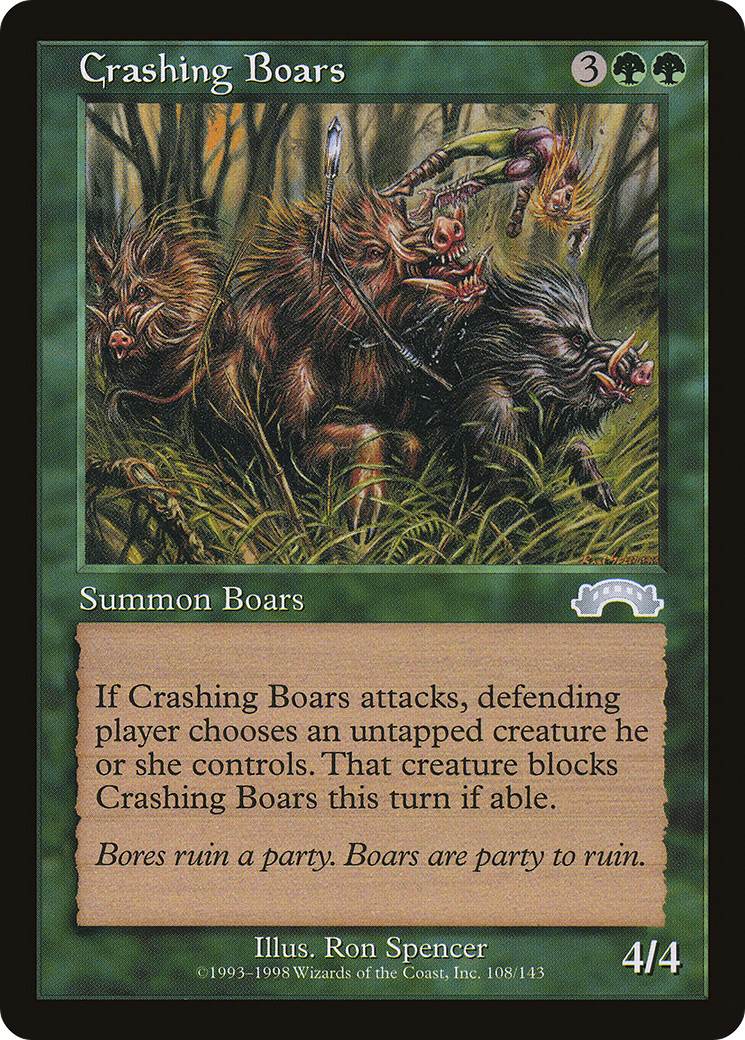 Crashing Boars 3
Summon Boars
If Crashing Boars attacks, defending
player chooses an untapped creature he
or she controls. That creature blocks
Crashing Boars this turn if able.
Bores ruin a party. Boars are party to ruin.
Illus. Ron Spencer
©1993–1998 Wizards of the Coast, Inc. 108/143
4/4